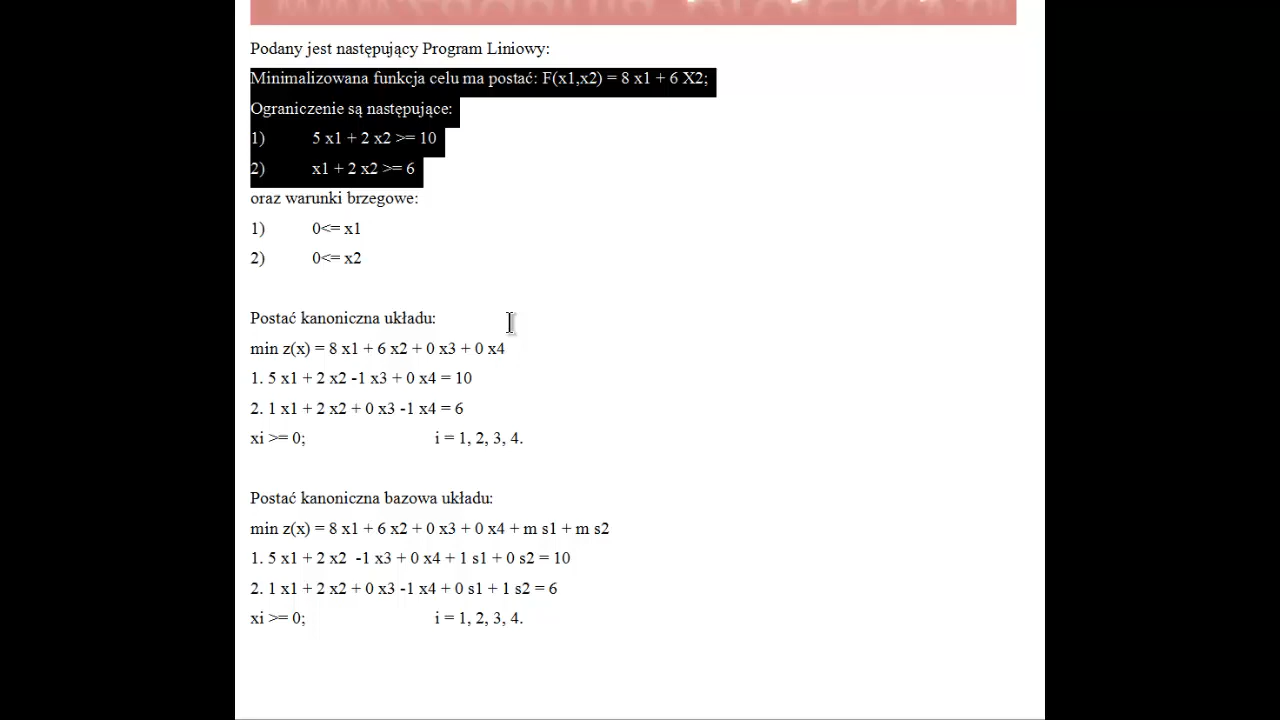 Podany jest następujący Program Liniowy:
Minimalizowana funkcja celu ma postać: F(x1,x2) = 8 x1 + 6 X2;
Ograniczenie są następujące:
1) 5 x1 + 2 x2 >= 10
2) x1 + 2 x2 >= 6
oraz warunki brzegowe:
1) 0<= x1
2) 0<= x2
Postać kanoniczna układu:
min z(x) = 8 x1 + 6 x2 + 0 x3 + 0 x4
1. 5 x1 + 2 x2 -1 x3 + 0 x4 = 10
2. 1 x1 + 2 x2 + 0 x3 -1 x4 = 6
xi >= 0; i = 1, 2, 3, 4.
Postać kanoniczna bazowa układu:
min z(x) = 8 x1 + 6 x2 + 0 x3 + 0 x4 + m s1 + m s2
1. 5 x1 + 2 x2  -1 x3 + 0 x4 + 1 s1 + 0 s2 = 10
2. 1 x1 + 2 x2 + 0 x3 -1 x4 + 0 s1 + 1 s2 = 6
xi >= 0; i = 1, 2, 3, 4.